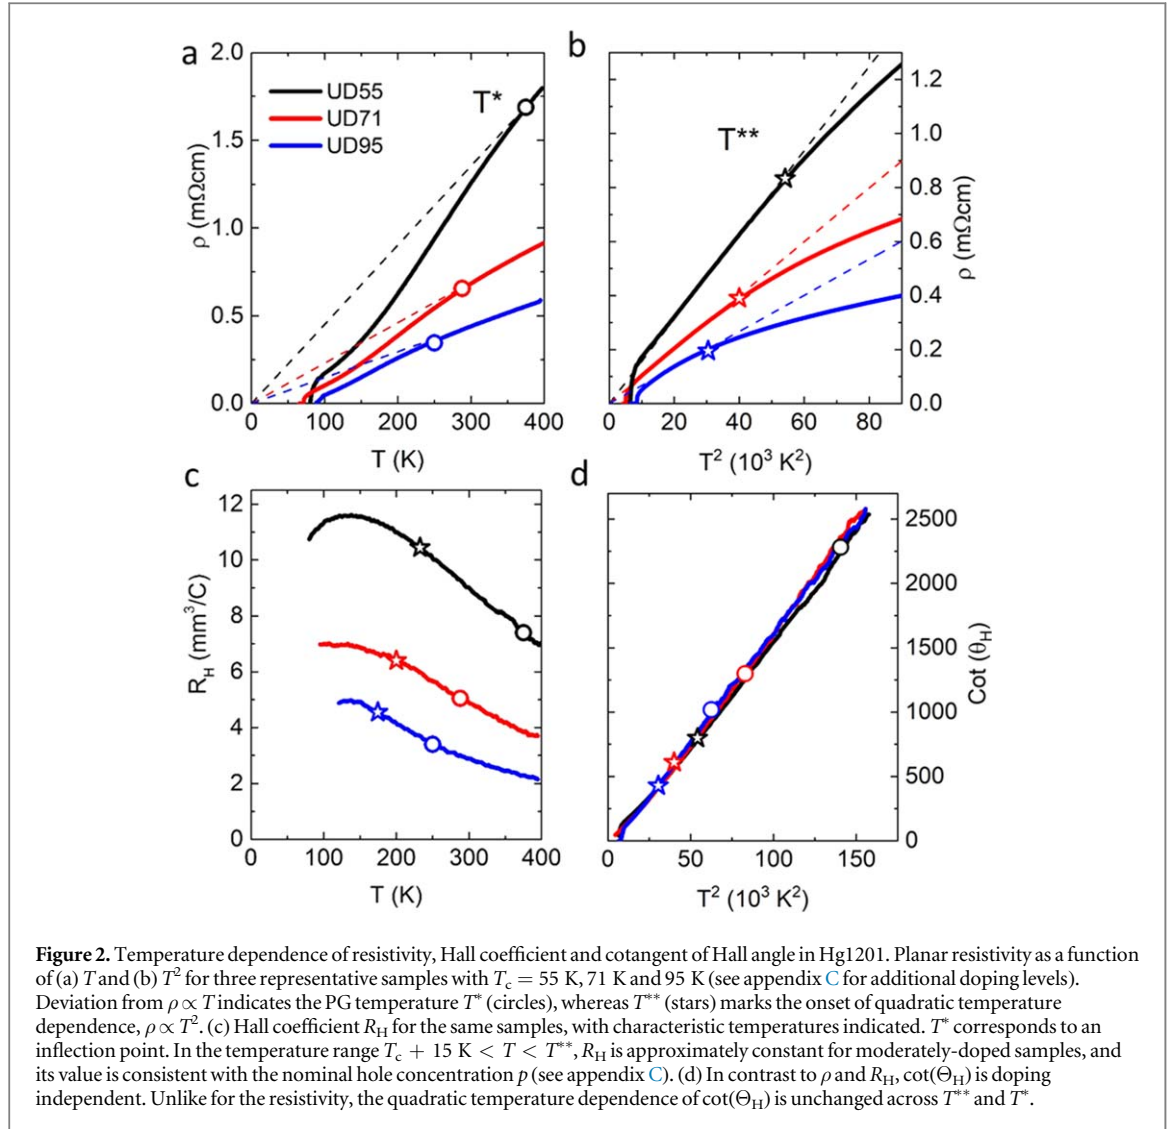 a
2.0
1.5
1.0
0.5
0.0
ρ (mΩcm)
UD55
UD71
UD95
T*
0 100 200 300 400
T (K)
b
T**
1.2
1.0
0.8
0.6
0.4
0.2
0.0
ρ (mΩcm)
0 20 40 60 80
T² (10³ K²)
c
12
10
8
6
4
2
0
R_H (mm³/C)
0 100 200 300 400
T (K)
d
2500
2000
1500
1000
500
0
Cot (θ_H)
0 50 100 150
T² (10³ K²)
Figure 2. Temperature dependence of resistivity, Hall coefficient and cotangent of Hall angle in Hg1201. Planar resistivity as a function
of (a) T and (b) T² for three representative samples with T_c = 55 K, 71 K and 95 K (see appendix C for additional doping levels).
Deviation from ρ ∝ T indicates the PG temperature T* (circles), whereas T** (stars) marks the onset of quadratic temperature
dependence, ρ ∝ T². (c) Hall coefficient R_H for the same samples, with characteristic temperatures indicated. T* corresponds to an
inflection point. In the temperature range T_c + 15 K < T < T**, R_H is approximately constant for moderately-doped samples, and
its value is consistent with the nominal hole concentration p (see appendix C). (d) In contrast to ρ and R_H, cot(Θ_H) is doping
independent. Unlike for the resistivity, the quadratic temperature dependence of cot(Θ_H) is unchanged across T** and T*.